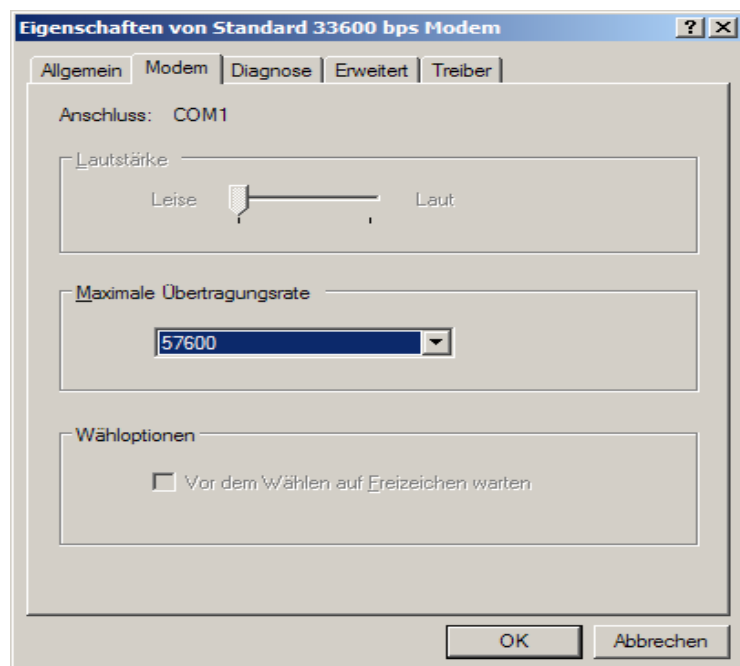 Eigenschaften von Standard 33600 bps Modem
Allgemein Modem Diagnose Erweitert Treiber
Anschluss: COM1
Lautstärke
Leise Laut
Maximale Übertragungsrate
57600
Wähloptionen
Vor dem Wählen auf Freizeichen warten
OK Abbrechen